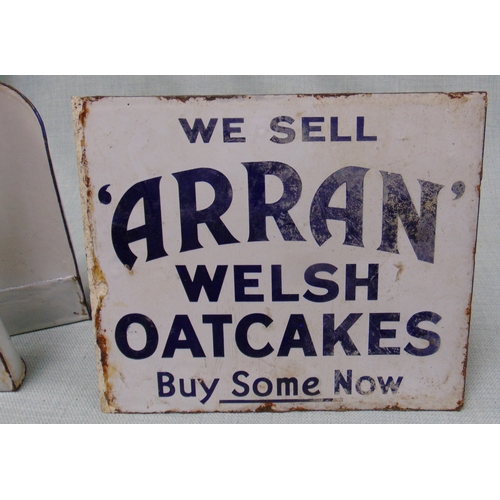 WE SELL
'ARRAN'
WELSH
OATCAKES
Buy Some Now